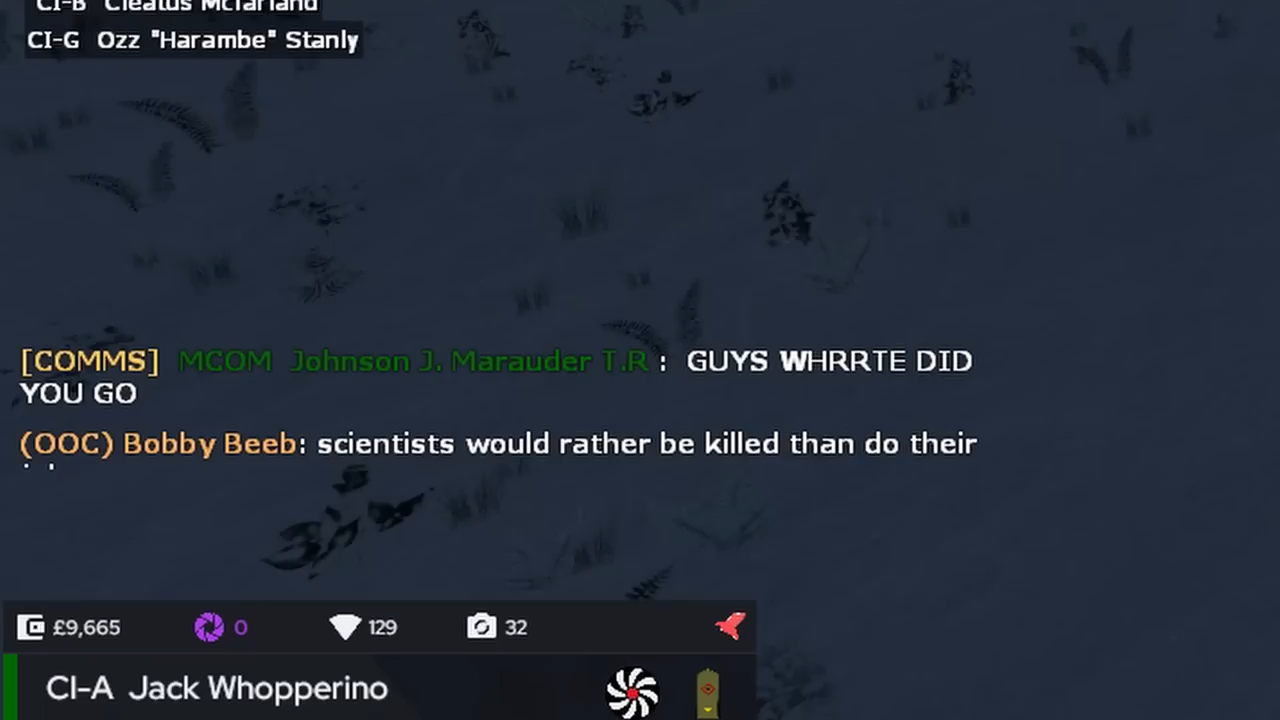 CI-B Cleatus Mcfarland
CI-G Ozz "Harambe" Stanly
[COMMS] MCOM Johnson J. Marauder T.R : GUYS WHRRTE DID
YOU GO
(OOC) Bobby Beeb: scientists would rather be killed than do their
£9,665 0 129 32
CI-A Jack Whopperino